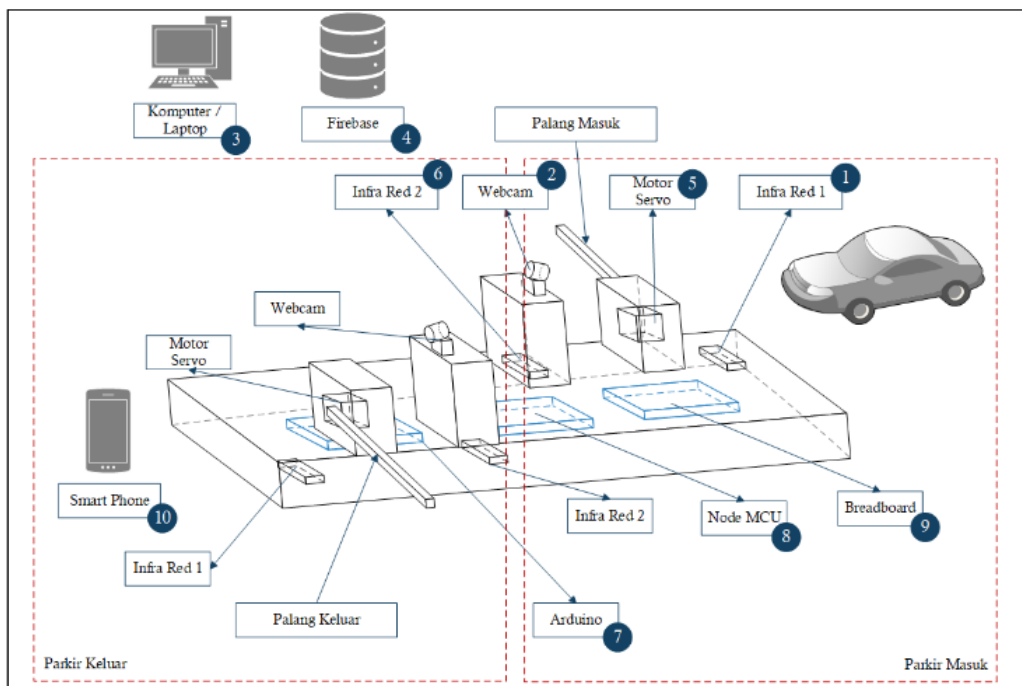 Komputer /
Laptop
3
Firebase
4
Palang Masuk
6
Infra Red 2
2
Webcam
Motor
Servo
5
1
Infra Red 1
Webcam
Motor
Servo
Smart Phone
10
Infra Red 2
Node MCU
8
Breadboard
9
Infra Red 1
Palang Keluar
Arduino
7
Parkir Keluar
Parkir Masuk